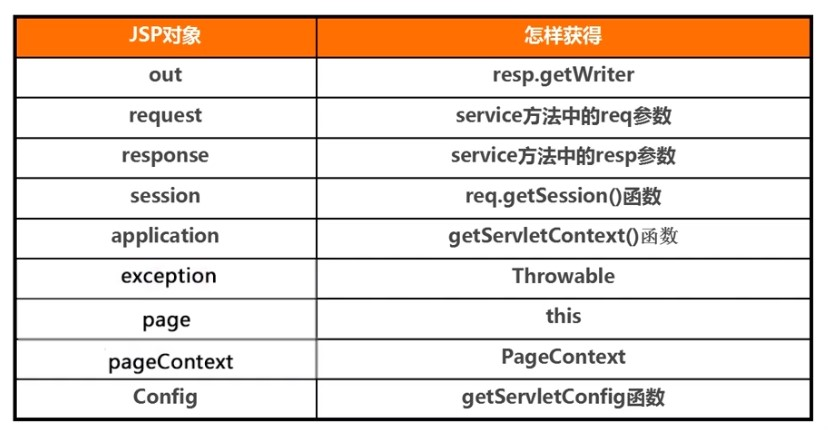 JSP对象 怎样获得
out resp.getWriter
request service方法中的req参数
response service方法中的resp参数
session req.getSession()函数
application getServletContext()函数
exception Throwable
page this
pageContext PageContext
Config getServletConfig函数